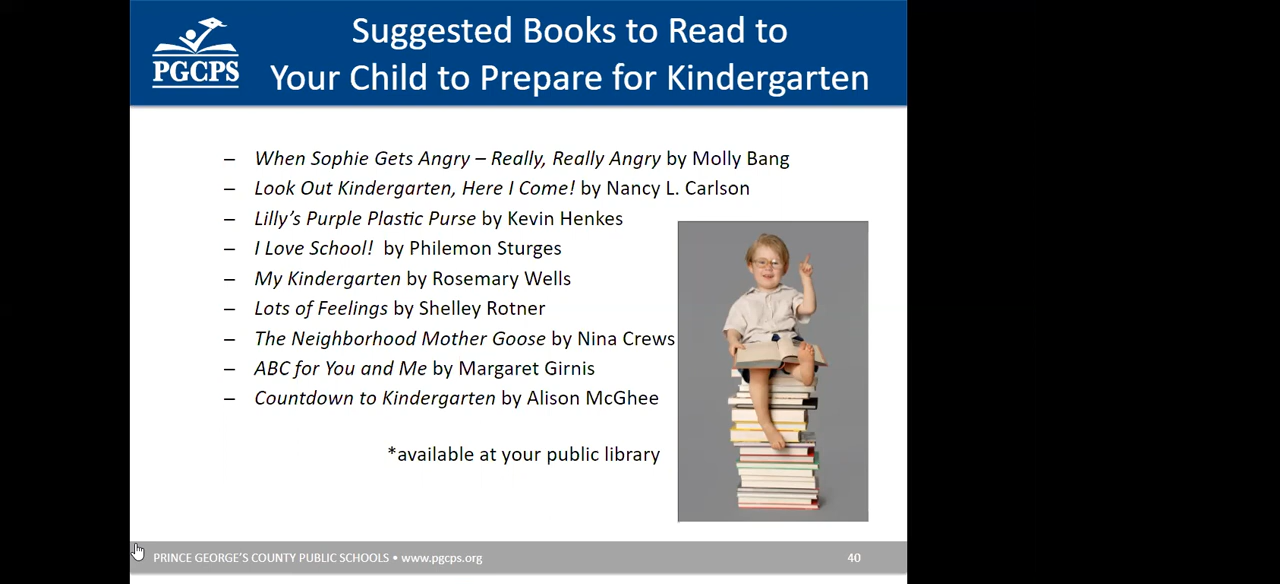 PGCPS
Suggested Books to Read to
Your Child to Prepare for Kindergarten
– When Sophie Gets Angry – Really, Really Angry by Molly Bang
– Look Out Kindergarten, Here I Come! by Nancy L. Carlson
– Lilly’s Purple Plastic Purse by Kevin Henkes
– I Love School!  by Philemon Sturges
– My Kindergarten by Rosemary Wells
– Lots of Feelings by Shelley Rotner
– The Neighborhood Mother Goose by Nina Crews
– ABC for You and Me by Margaret Girnis
– Countdown to Kindergarten by Alison McGhee
*available at your public library
PRINCE GEORGE’S COUNTY PUBLIC SCHOOLS • www.pgcps.org
40